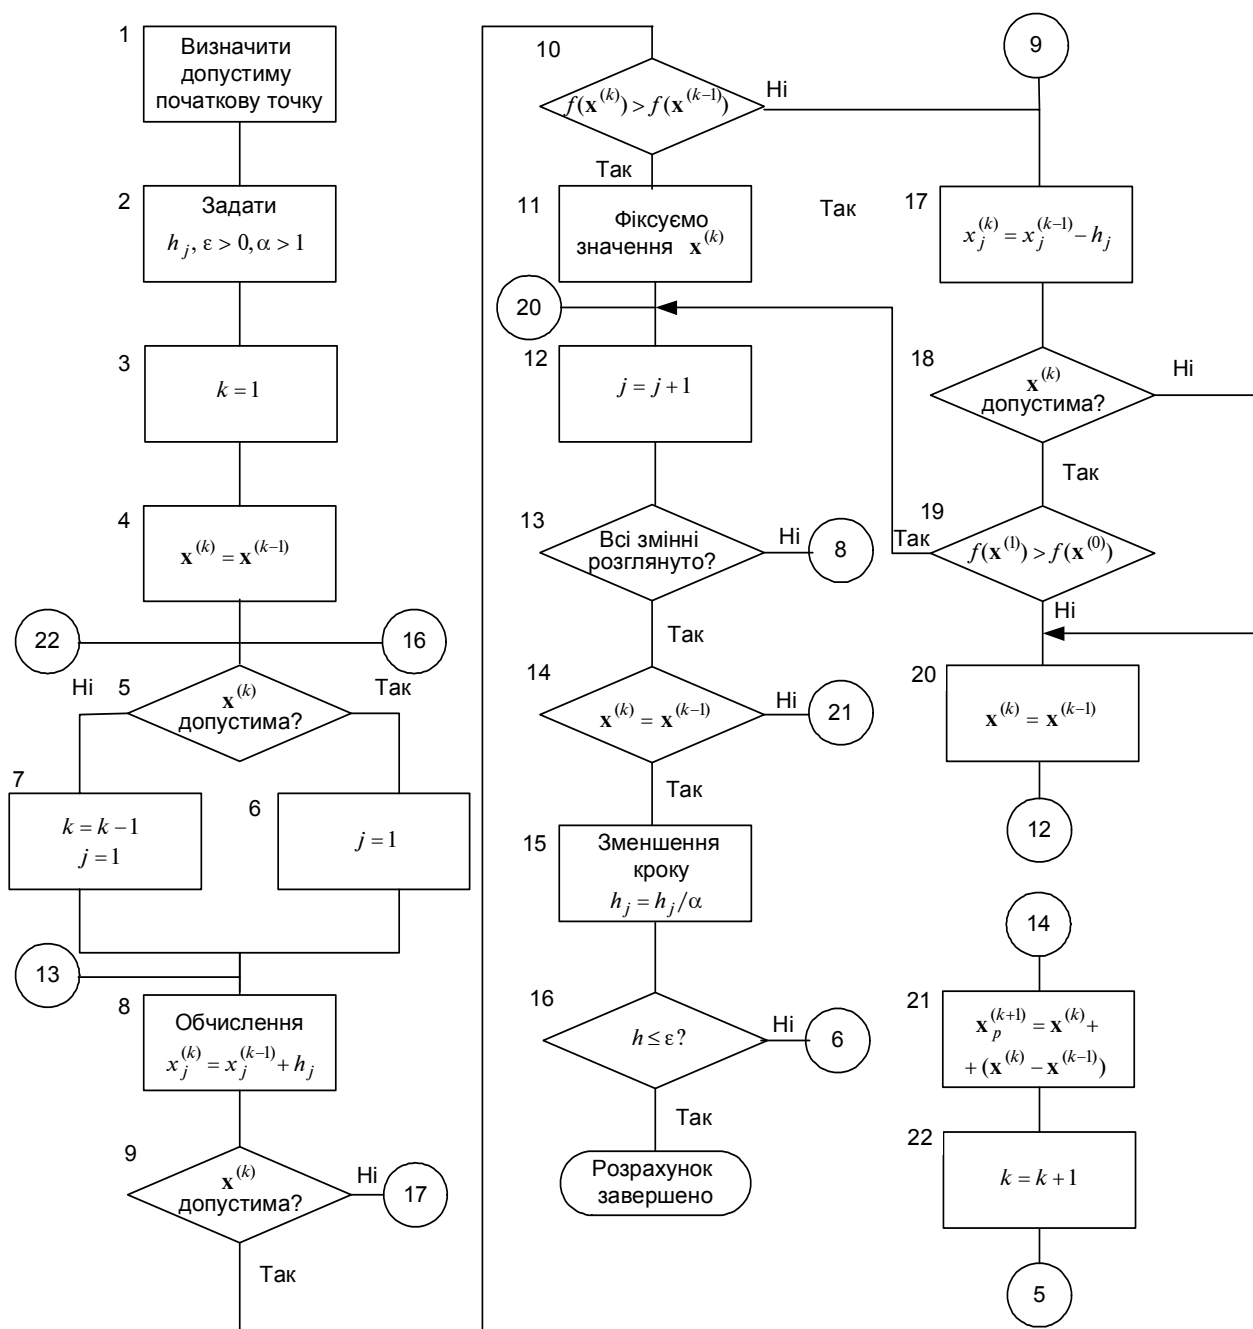 1
Визначити
допустиму
початкову точку
2
Задати
h_j, ε > 0, α > 1
3
k = 1
4
x^(k) = x^(k−1)
22
16
Ні
5
Так
x^(k)
допустима?
7
k = k − 1
j = 1
6
j = 1
13
8
Обчислення
x_j^(k) = x_j^(k−1) + h_j
9
x^(k)
допустима?
Ні
17
Так
10
f(x^(k)) > f(x^(k−1))
Ні
Так
11
Фіксуємо
значення x^(k)
Так
20
12
j = j + 1
13
Всі змінні
розглянуто?
Ні
8
Так
14
x^(k) = x^(k−1)
Ні
21
Так
15
Зменшення
кроку
h_j = h_j/α
16
h ≤ ε?
Ні
6
Так
Розрахунок
завершено
9
17
x_j^(k) = x_j^(k−1) − h_j
18
x^(k)
допустима?
Ні
Так
19
f(x^(1)) > f(x^(0))
Так
Ні
20
x^(k) = x^(k−1)
12
14
21
x_p^(k+1) = x^(k) +
+ (x^(k) − x^(k−1))
22
k = k + 1
5